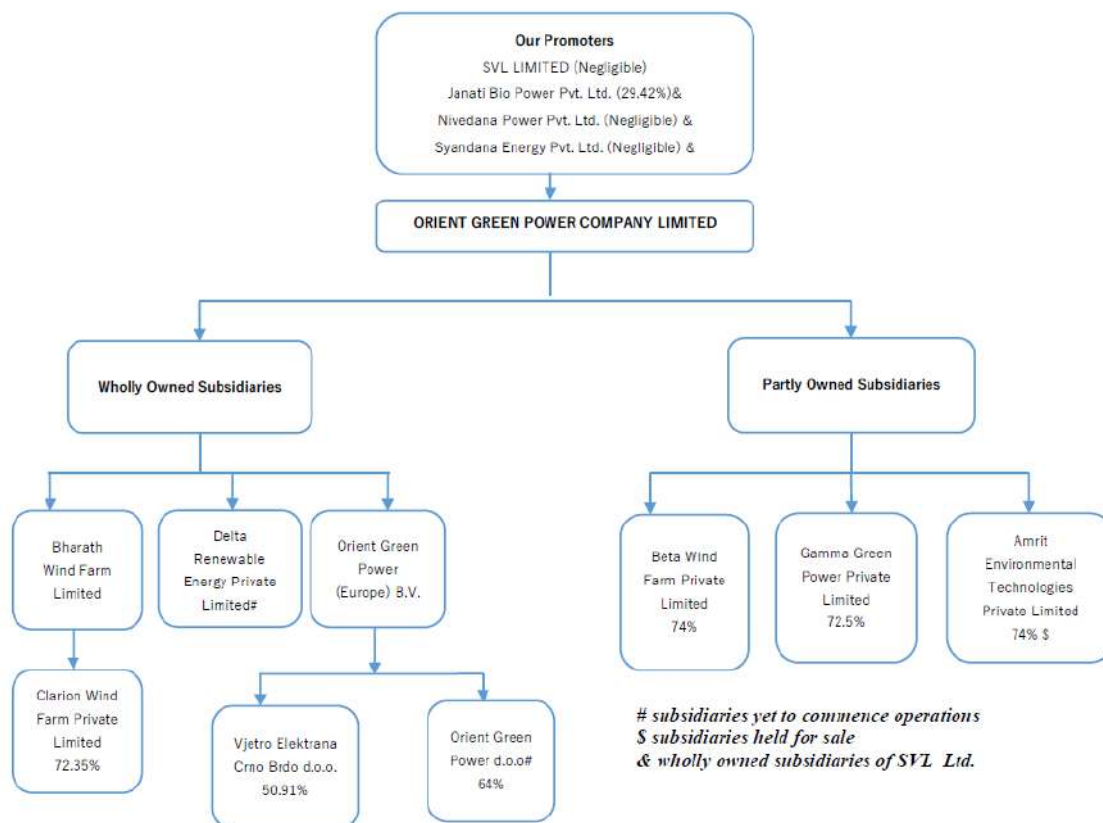 Our Promoters
SVL LIMITED (Negligible)
Janati Bio Power Pvt. Ltd. (29.42%)&
Nivedana Power Pvt. Ltd. (Negligible) &
Syandana Energy Pvt. Ltd. (Negligible) &
ORIENT GREEN POWER COMPANY LIMITED
Wholly Owned Subsidiaries
Partly Owned Subsidiaries
Bharath
Wind Farm
Limited
Delta
Renewable
Energy Private
Limited#
Orient Green
Power
(Europe) B.V.
Beta Wind
Farm Private
Limited
74%
Gamma Green
Power Private
Limited
72.5%
Amrit
Environmental
Technologies
Private Limited
74% $
Clarion Wind
Farm Private
Limited
72.35%
Vjetro Elektrana
Crno Brdo d.o.o.
50.91%
Orient Green
Power d.o.o#
64%
# subsidiaries yet to commence operations
$ subsidiaries held for sale
& wholly owned subsidiaries of SVL Ltd.